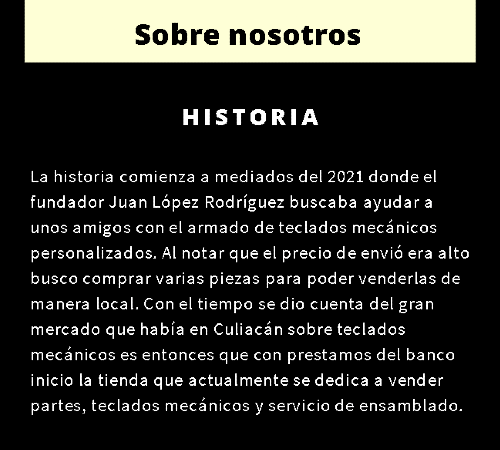 Sobre nosotros
HISTORIA
La historia comienza a mediados del 2021 donde el
fundador Juan López Rodríguez buscaba ayudar a
unos amigos con el armado de teclados mecánicos
personalizados. Al notar que el precio de envió era alto
busco comprar varias piezas para poder venderlas de
manera local. Con el tiempo se dio cuenta del gran
mercado que había en Culiacán sobre teclados
mecánicos es entonces que con prestamos del banco
inicio la tienda que actualmente se dedica a vender
partes, teclados mecánicos y servicio de ensamblado.